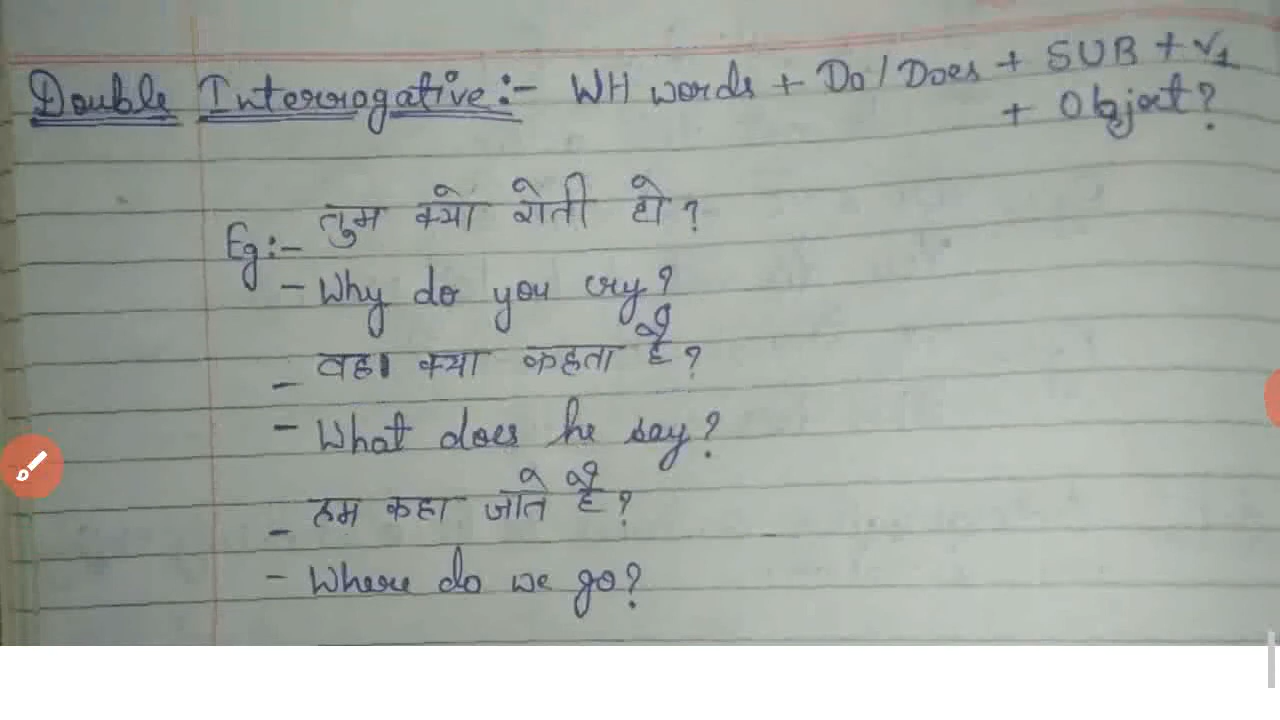 Double Interrogative:- WH words + Do/Does + SUB + V1
+ Object?
Eg:- तुम क्यो रोती हो?
- Why do you cry?
- वह। क्या कहता है?
- What does he say?
- हम कहा जाते है?
- Where do we go?